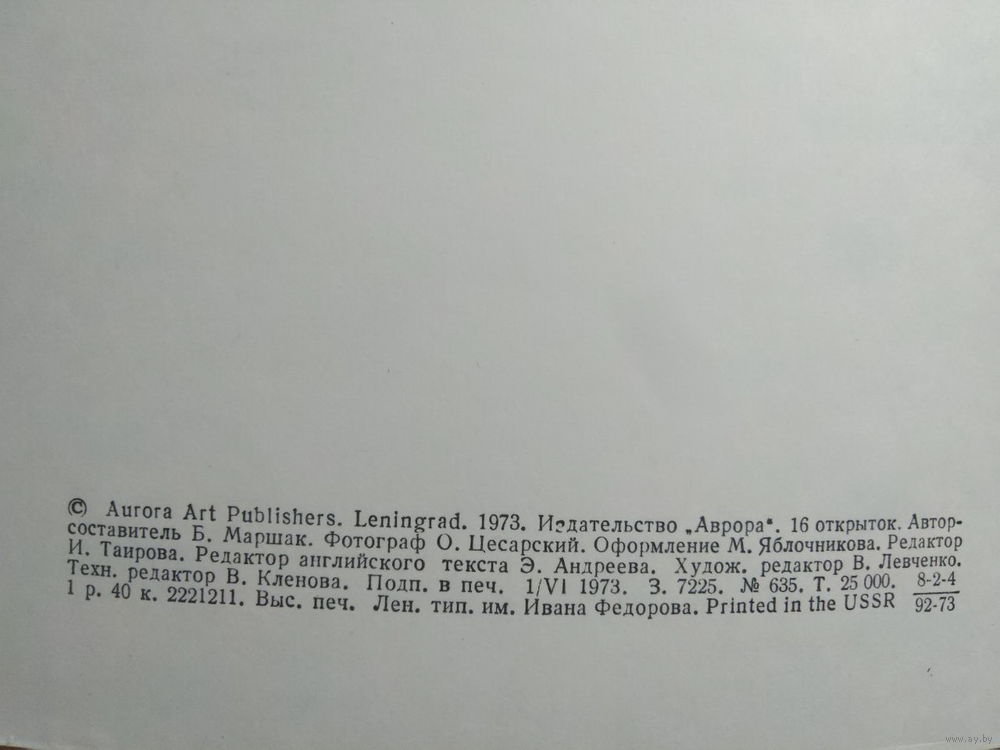 © Aurora Art Publishers. Leningrad. 1973. Издательство „Аврора“. 16 открыток. Автор-
составитель Б. Маршак. Фотограф О. Цесарский. Оформление М. Яблочникова. Редактор
И. Таирова. Редактор английского текста Э. Андреева. Худож. редактор В. Левченко.
Техн. редактор В. Кленова. Подп. в печ. 1/VI 1973. З. 7225. № 635. Т. 25 000. 8-2-4
1 р. 40 к. 2221211. Выс. печ. Лен. тип. им. Ивана Федорова. Printed in the USSR 92-73
www.ay.by